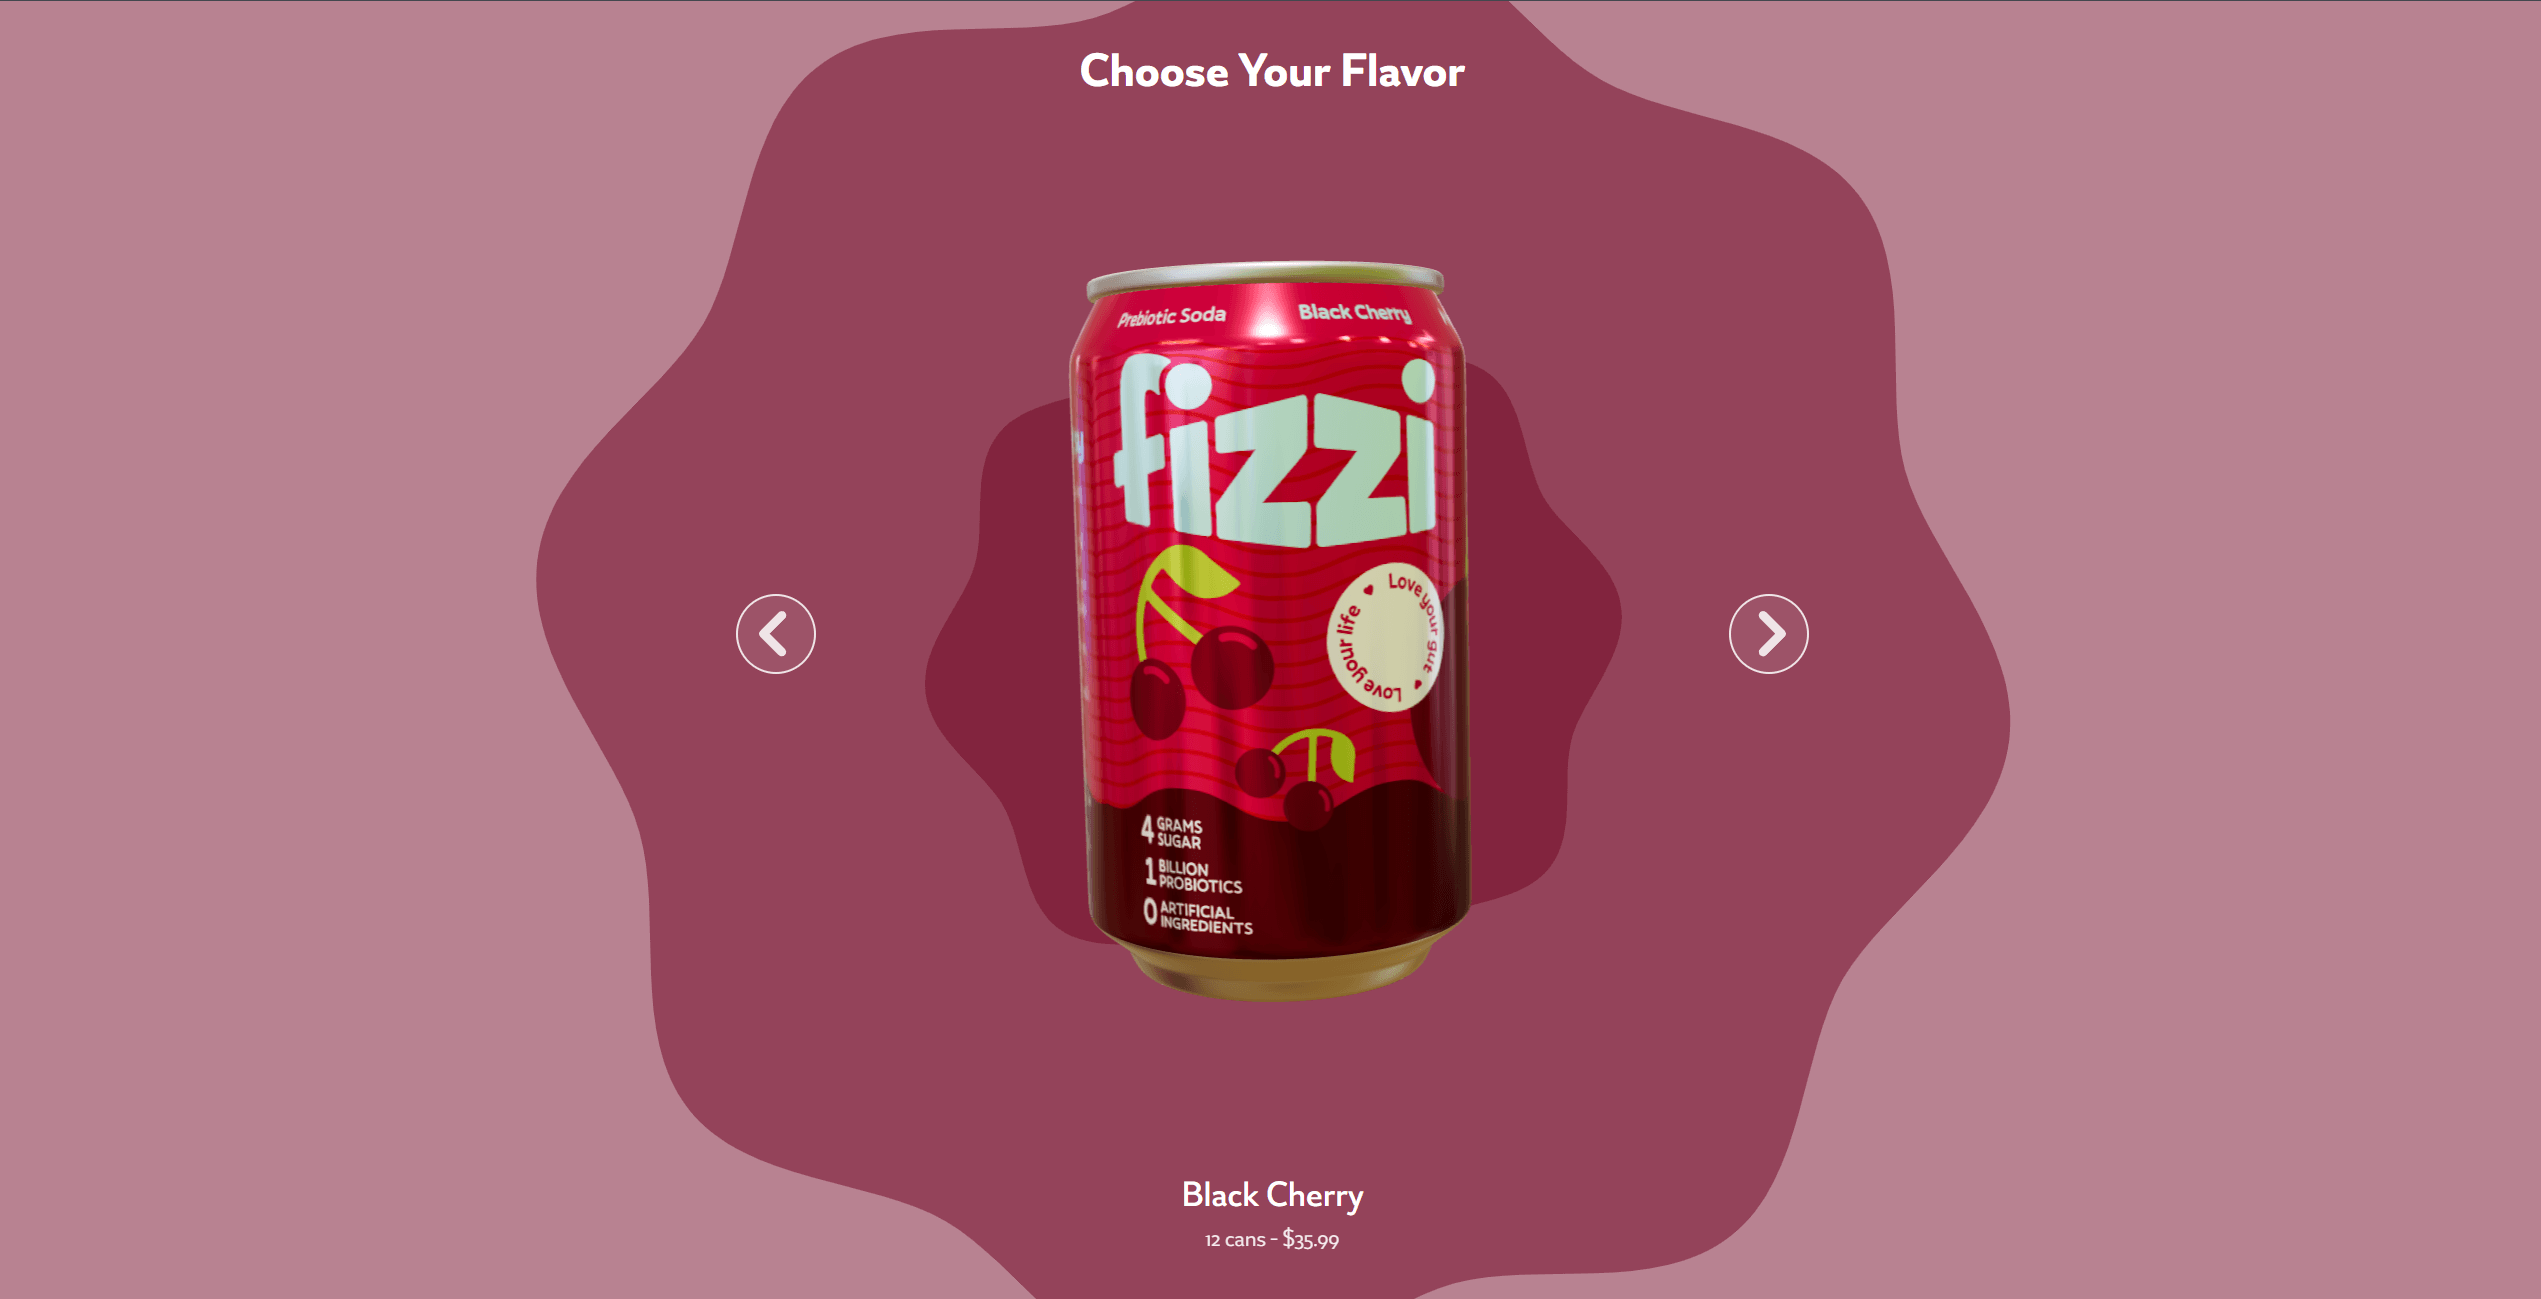 Choose Your Flavor
Prebiotic Soda
Black Cherry
fizzi
Love your gut
Love your life
4 GRAMS SUGAR
1 BILLION PROBIOTICS
0 ARTIFICIAL INGREDIENTS
Black Cherry
12 cans - $35.99